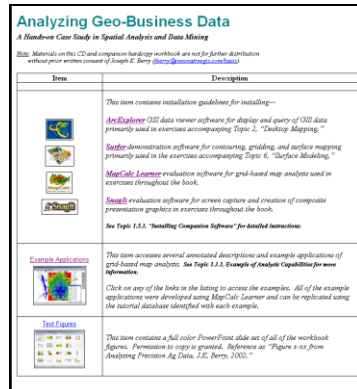 Analyzing Geo-Business Data
A Hands-on Case Study in Spatial Analysis and Data Mining
Note: Materials on this CD and companion hardcopy workbook are not for further distribution
without prior written consent of Joseph K. Berry (jberry@innovativegis.com/basis)
Item
Description
This item contains installation guidelines for installing—
ArcExplorer GIS data viewer software for display and query of GIS data
primarily used in exercises accompanying Topic 2, "Desktop Mapping."
Surfer demonstration software for contouring, gridding, and surface mapping
primarily used in the exercises accompanying Topic 6, "Surface Modeling."
MapCalc Learner evaluation software for grid-based map analysis used in
exercises throughout the book.
SnagIt evaluation software for screen capture and creation of composite
presentation graphics in exercises throughout the book.
See Topic 1.5.3, "Installing Companion Software" for detailed instructions.
Example Applications
This item accesses several annotated descriptions and example applications of
grid-based map analysis. See Topic 1.3.3, Example of Analysis Capabilities for more
information.
Click on any of the links in the listing to access the examples. All of the example
applications were developed using MapCalc Learner and can be replicated using
the tutorial database identified with each example.
Text Figures
This item contains a full color PowerPoint slide set of all of the workbook
figures. Permission to copy is granted. Reference as "Figure x-xx from
Analyzing Precision Ag Data, J.K. Berry, 2002."